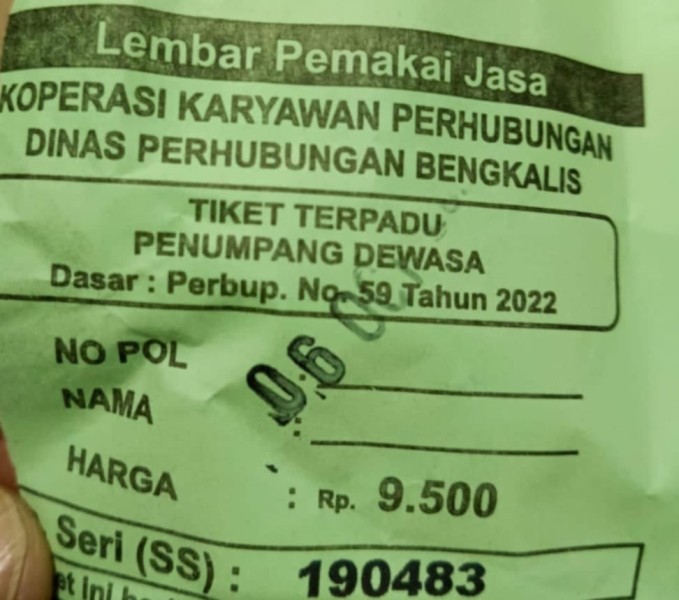 Lembar Pemakai Jasa
KOPERASI KARYAWAN PERHUBUNGAN
DINAS PERHUBUNGAN BENGKALIS
TIKET TERPADU
PENUMPANG DEWASA
Dasar : Perbup. No. 59 Tahun 2022
06
NO POL :
NAMA :
HARGA : Rp. 9.500
Seri (SS) : 190483